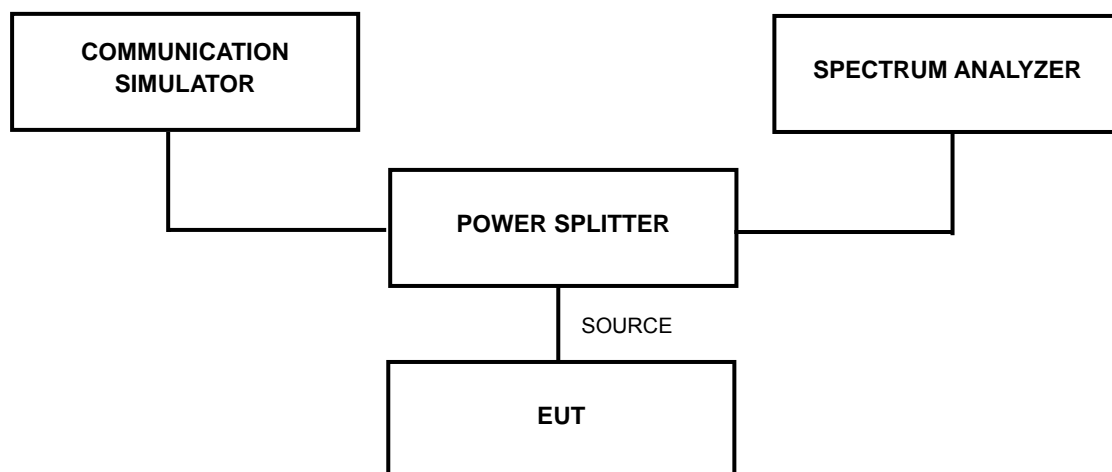 COMMUNICATION
SIMULATOR
SPECTRUM ANALYZER
POWER SPLITTER
SOURCE
EUT